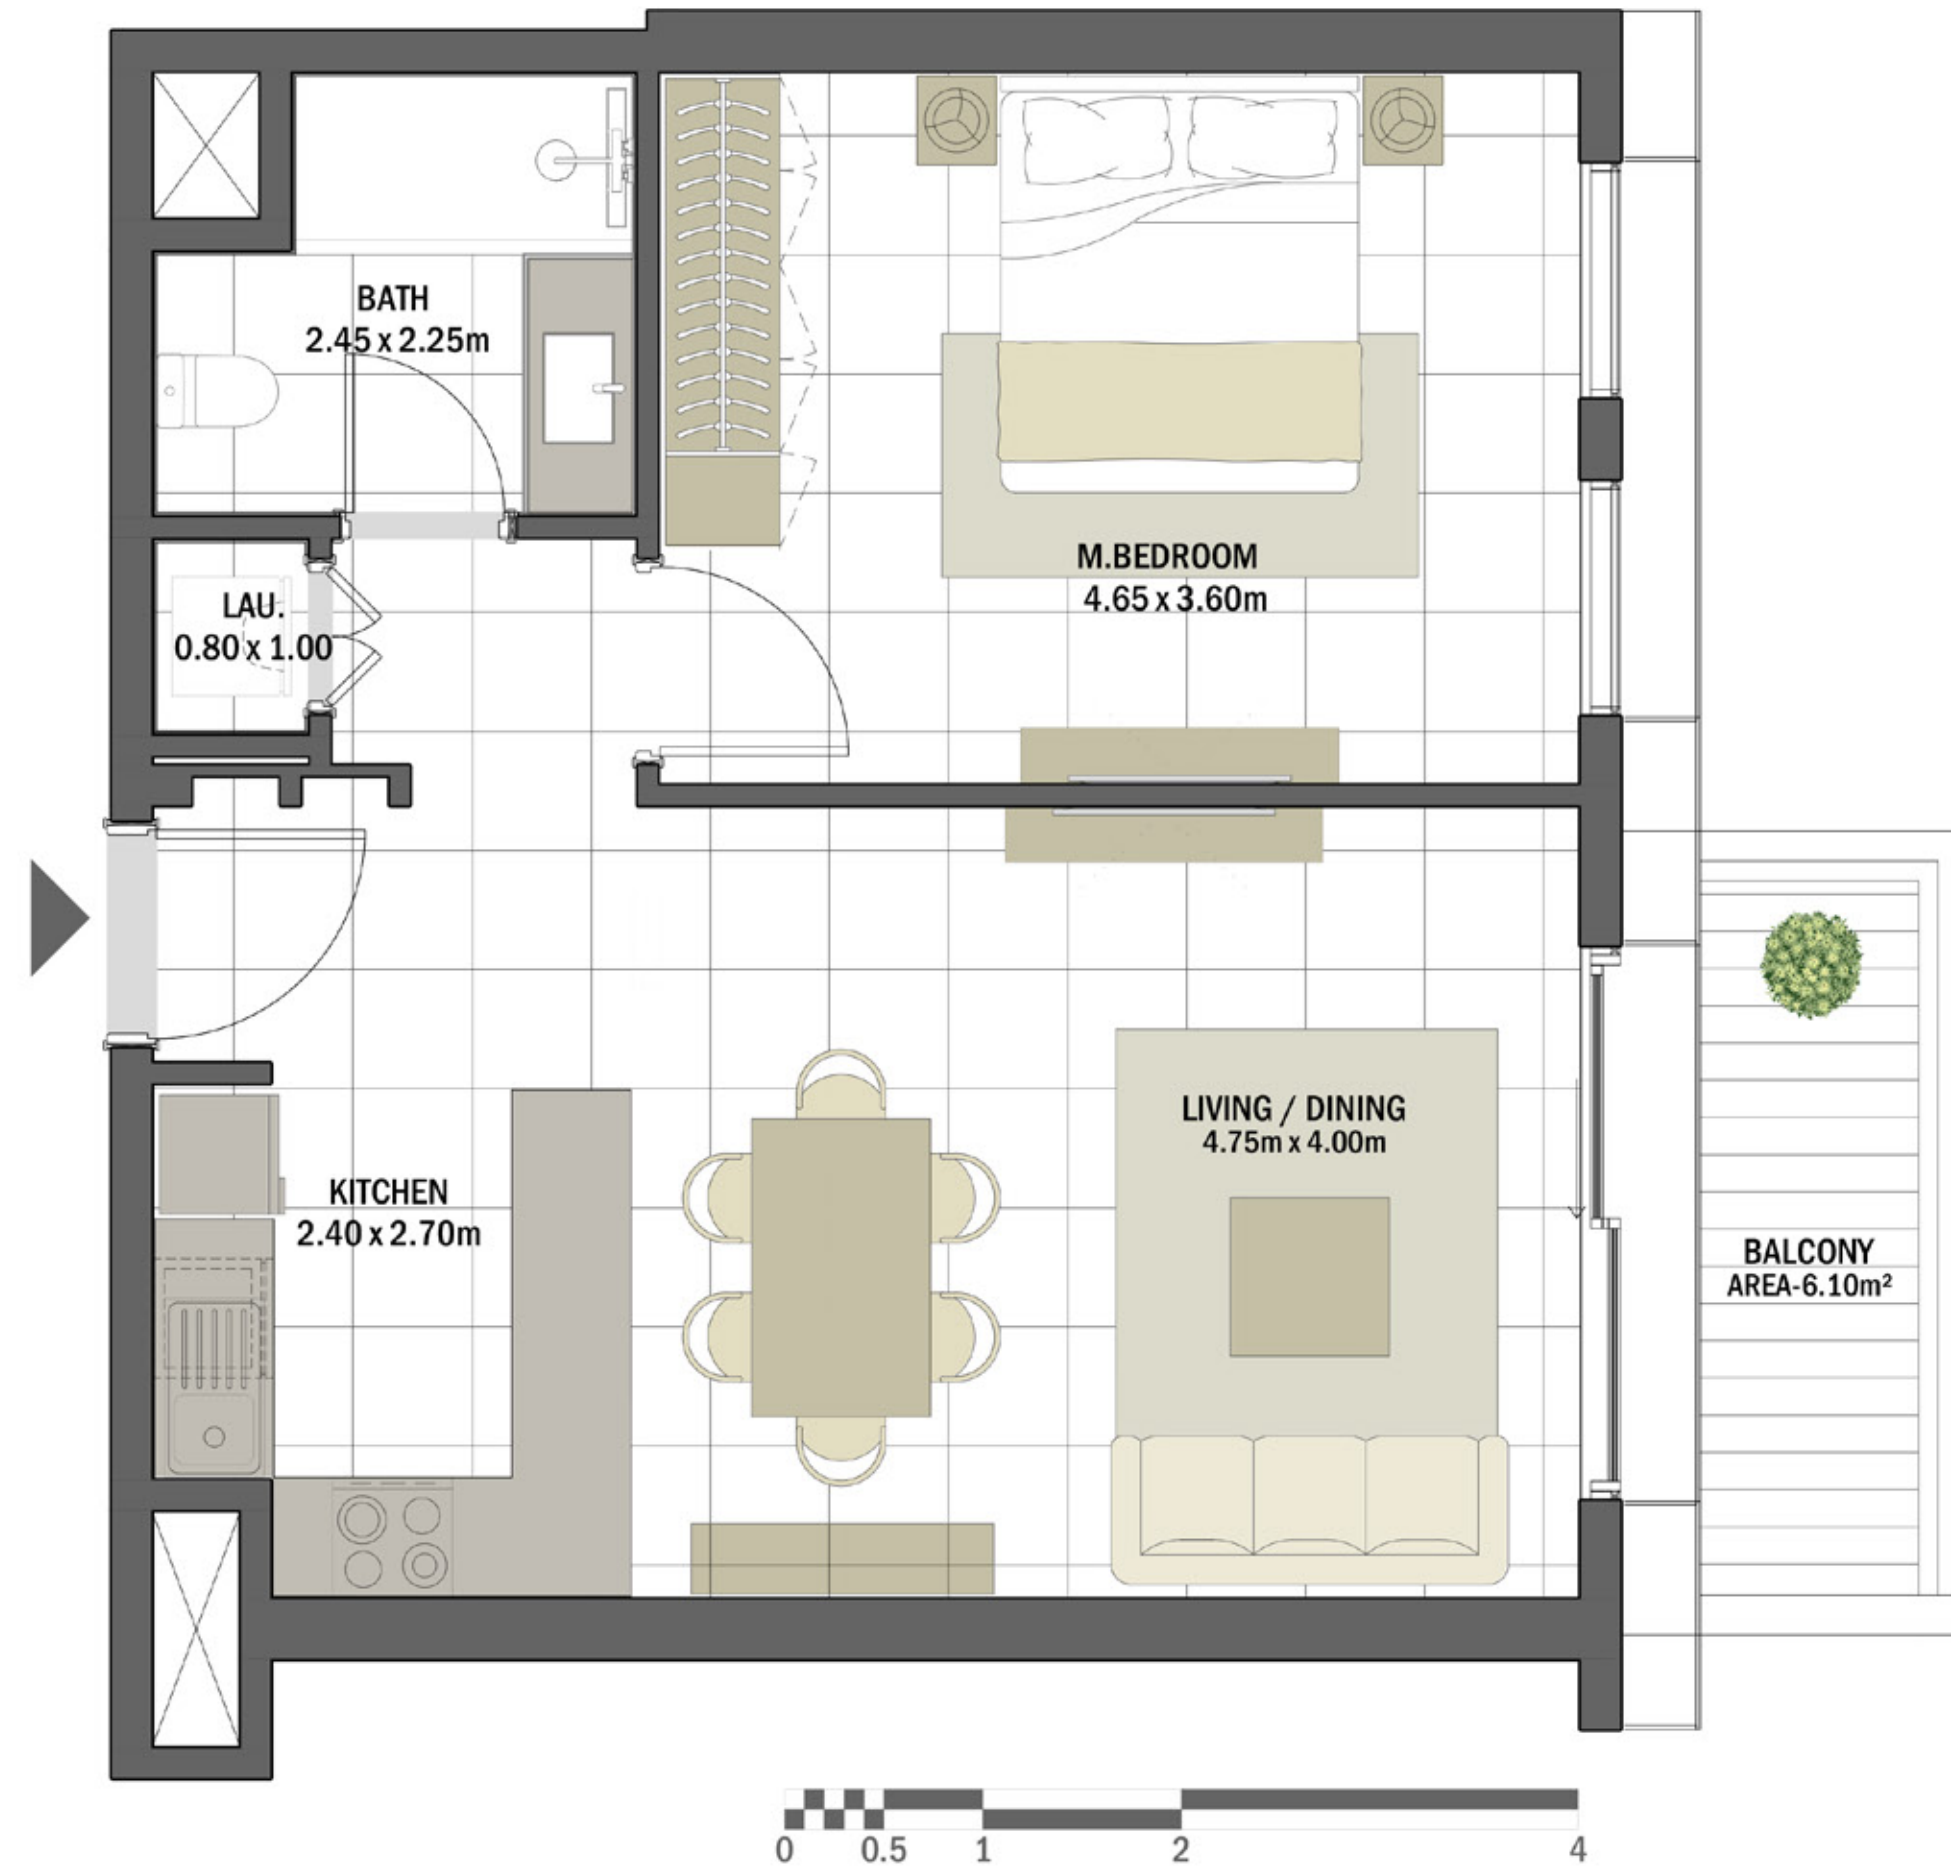 BATH
2.45 x 2.25m
M.BEDROOM
4.65 x 3.60m
LAU.
0.80 x 1.00
LIVING / DINING
4.75m x 4.00m
KITCHEN
2.40 x 2.70m
BALCONY
AREA-6.10m²
0 0.5 1 2 4